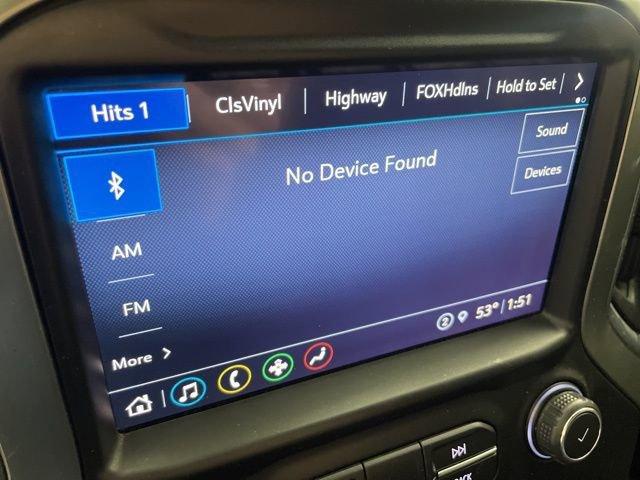 Hits 1 ClsVinyl Highway FOXHdlns Hold to Set
Sound
No Device Found
Devices
AM
FM
2 53° 1:51
More
BACK